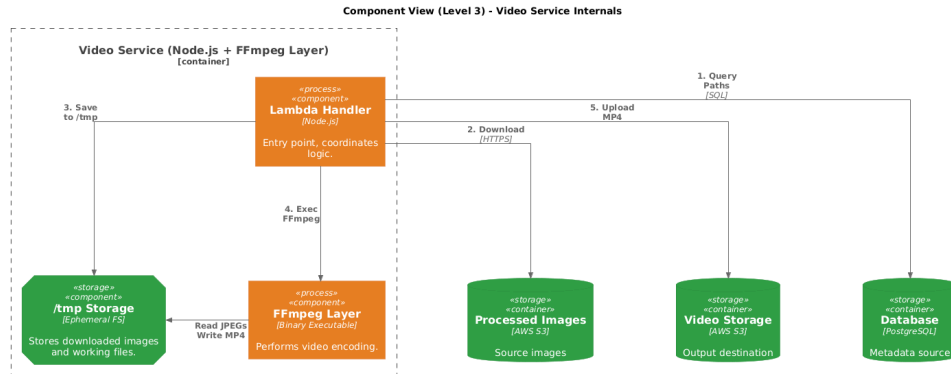 Component View (Level 3) - Video Service Internals
Video Service (Node.js + FFmpeg Layer)
[container]
«process»
«component»
Lambda Handler
[Node.js]
Entry point, coordinates
logic.
1. Query
Paths
[SQL]
3. Save
to /tmp
5. Upload
MP4
2. Download
[HTTPS]
4. Exec
FFmpeg
«storage»
«component»
/tmp Storage
[Ephemeral FS]
Stores downloaded images
and working files.
Read JPEGs
Write MP4
«process»
«component»
FFmpeg Layer
[Binary Executable]
Performs video encoding.
«storage»
«container»
Processed Images
[AWS S3]
Source images
«storage»
«container»
Video Storage
[AWS S3]
Output destination
«storage»
«container»
Database
[PostgreSQL]
Metadata source